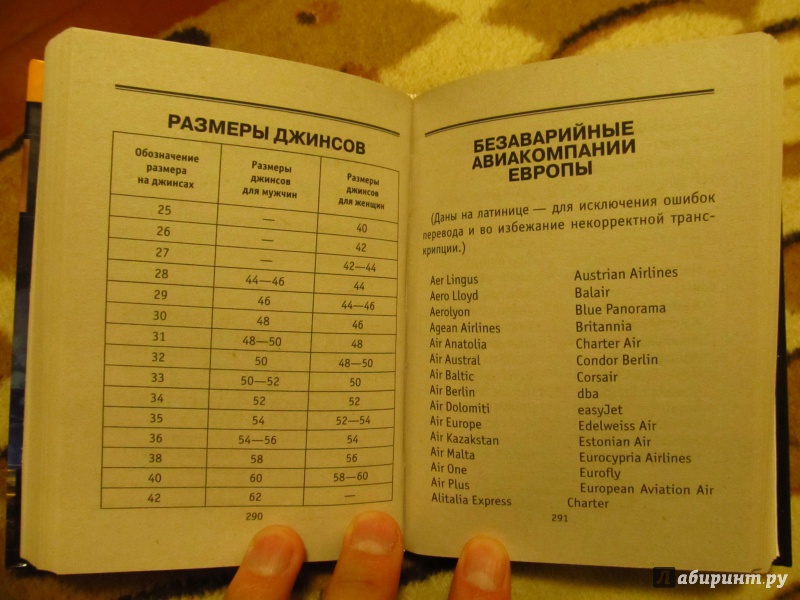 РАЗМЕРЫ ДЖИНСОВ
Обозначение размера на джинсах | Размеры джинсов для мужчин | Размеры джинсов для женщин
25 | — | 40
26 | — | 42
27 | — | 42—44
28 | 44—46 | 44
29 | 46 | 44—46
30 | 48 | 46
31 | 48—50 | 48
32 | 50 | 48—50
33 | 50—52 | 50
34 | 52 | 52
35 | 54 | 52—54
36 | 54—56 | 54
38 | 58 | 56
40 | 60 | 58—60
42 | 62 | —
290
БЕЗАВАРИЙНЫЕ
АВИАКОМПАНИИ
ЕВРОПЫ
(Даны на латинице — для исключения ошибок
перевода и во избежание некорректной транс-
крипции.)
Aer Lingus
Aero Lloyd
Aerolyon
Agean Airlines
Air Anatolia
Air Austral
Air Baltic
Air Berlin
Air Dolomiti
Air Europe
Air Kazakstan
Air Malta
Air One
Air Plus
Alitalia Express
Austrian Airlines
Balair
Blue Panorama
Britannia
Charter Air
Condor Berlin
Corsair
dba
easyJet
Edelweiss Air
Estonian Air
Eurocypria Airlines
Eurofly
European Aviation Air
Charter
291
Лабиринт.ру